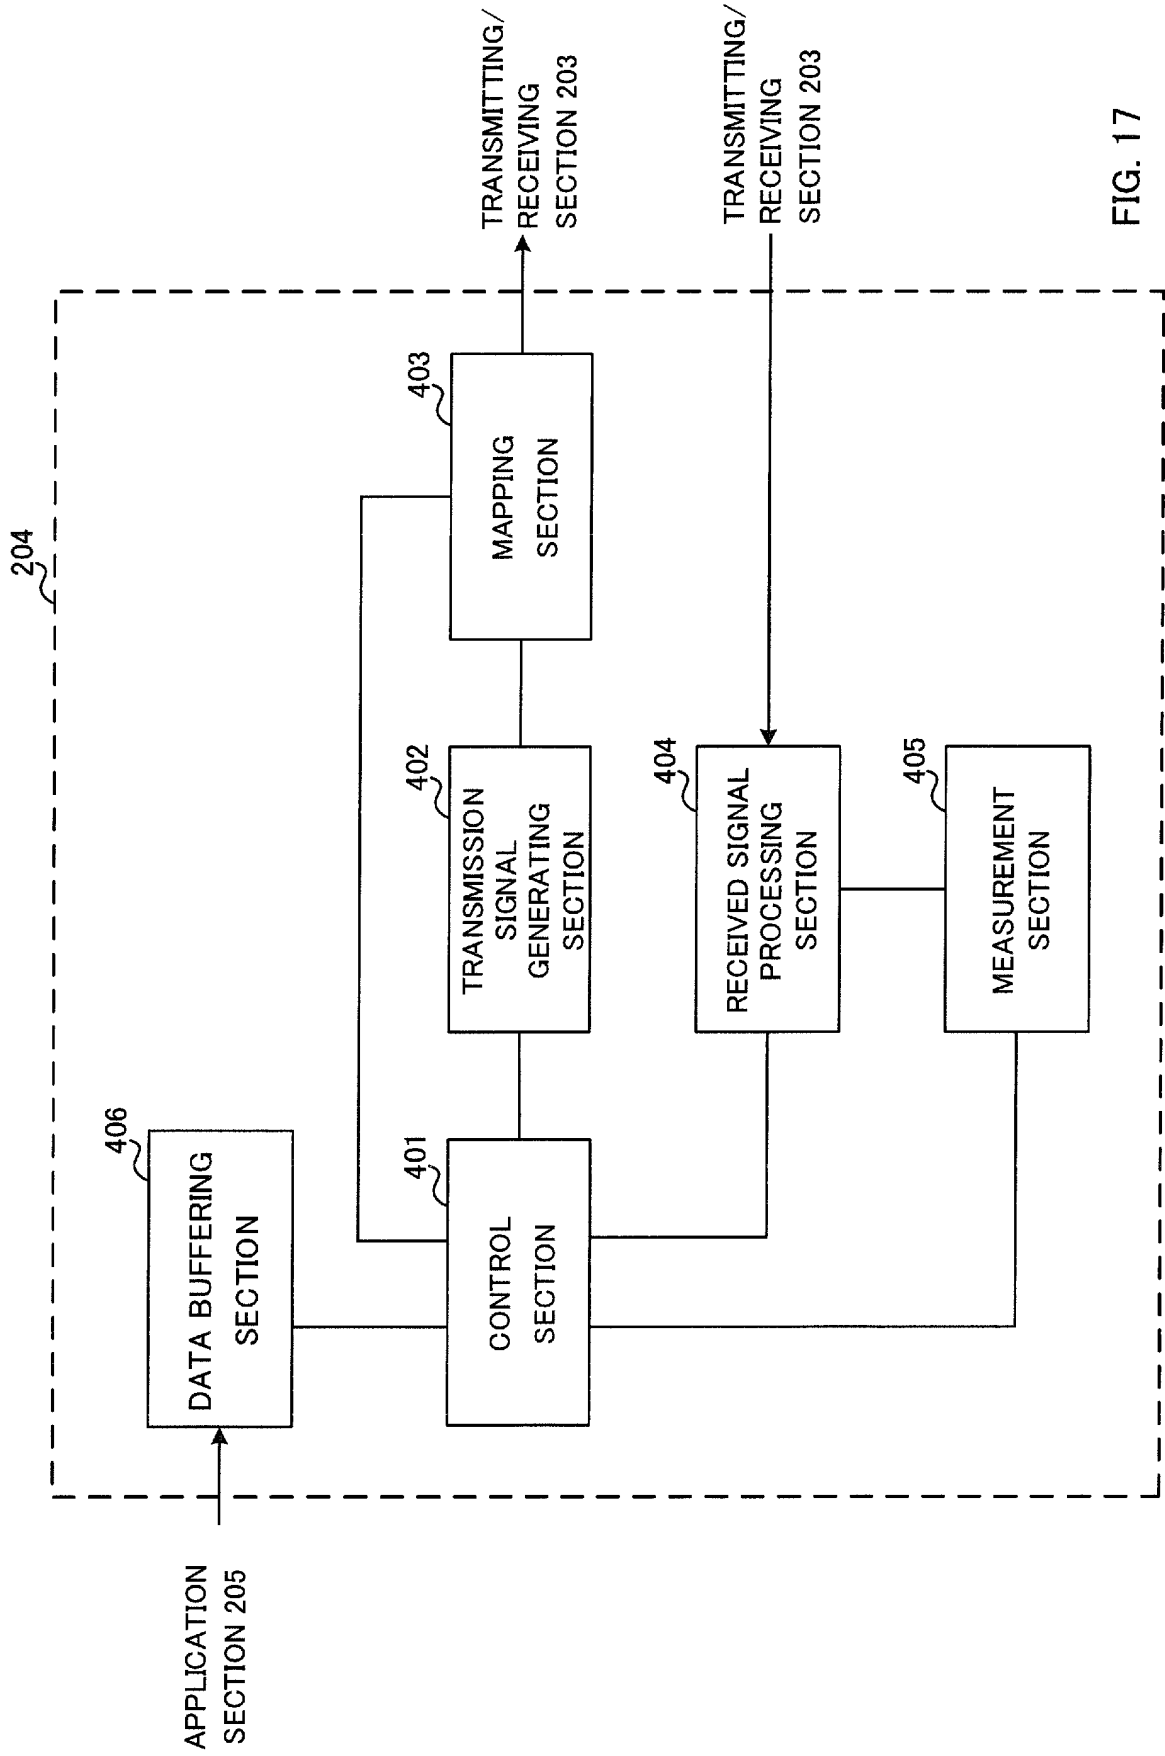 204
APPLICATION
SECTION 205
406
DATA BUFFERING
SECTION
401
CONTROL
SECTION
402
TRANSMISSION
SIGNAL
GENERATING
SECTION
403
MAPPING
SECTION
TRANSMITTING/
RECEIVING
SECTION 203
404
RECEIVED SIGNAL
PROCESSING
SECTION
TRANSMITTING/
RECEIVING
SECTION 203
405
MEASUREMENT
SECTION
FIG. 17